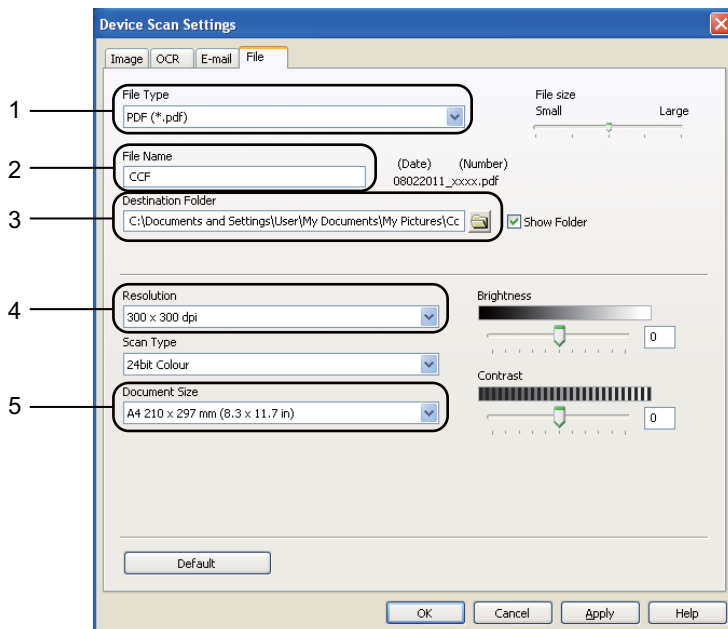 Device Scan Settings
Image OCR E-mail File
File Type
PDF (*.pdf)
File size
Small Large
1
File Name
CCF
(Date) (Number)
08022011_xxxx.pdf
2
Destination Folder
C:\Documents and Settings\User\My Documents\My Pictures\Cc
Show Folder
3
Resolution
300 x 300 dpi
4
Scan Type
24bit Colour
Document Size
A4 210 x 297 mm (8.3 x 11.7 in)
5
Brightness
0
Contrast
0
Default
OK Cancel Apply Help